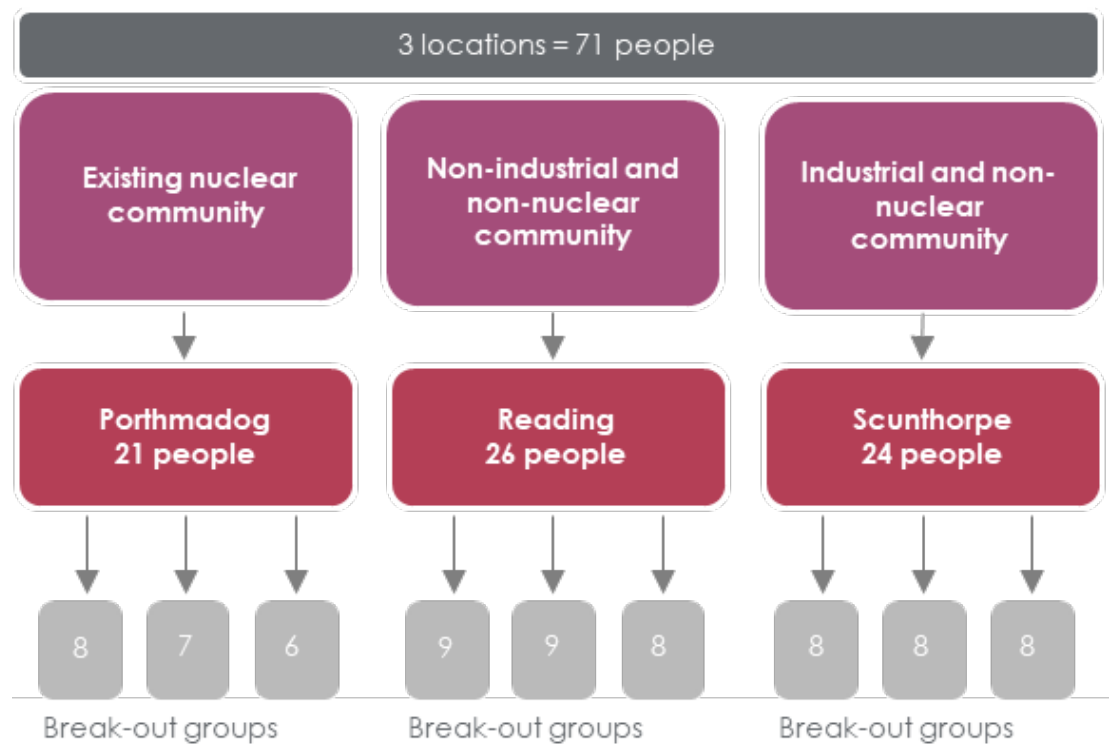 3 locations = 71 people
Existing nuclear
community
Non-industrial and
non-nuclear
community
Industrial and non-
nuclear
community
Porthmadog
21 people
Reading
26 people
Scunthorpe
24 people
8
7
6
9
9
8
8
8
8
Break-out groups
Break-out groups
Break-out groups